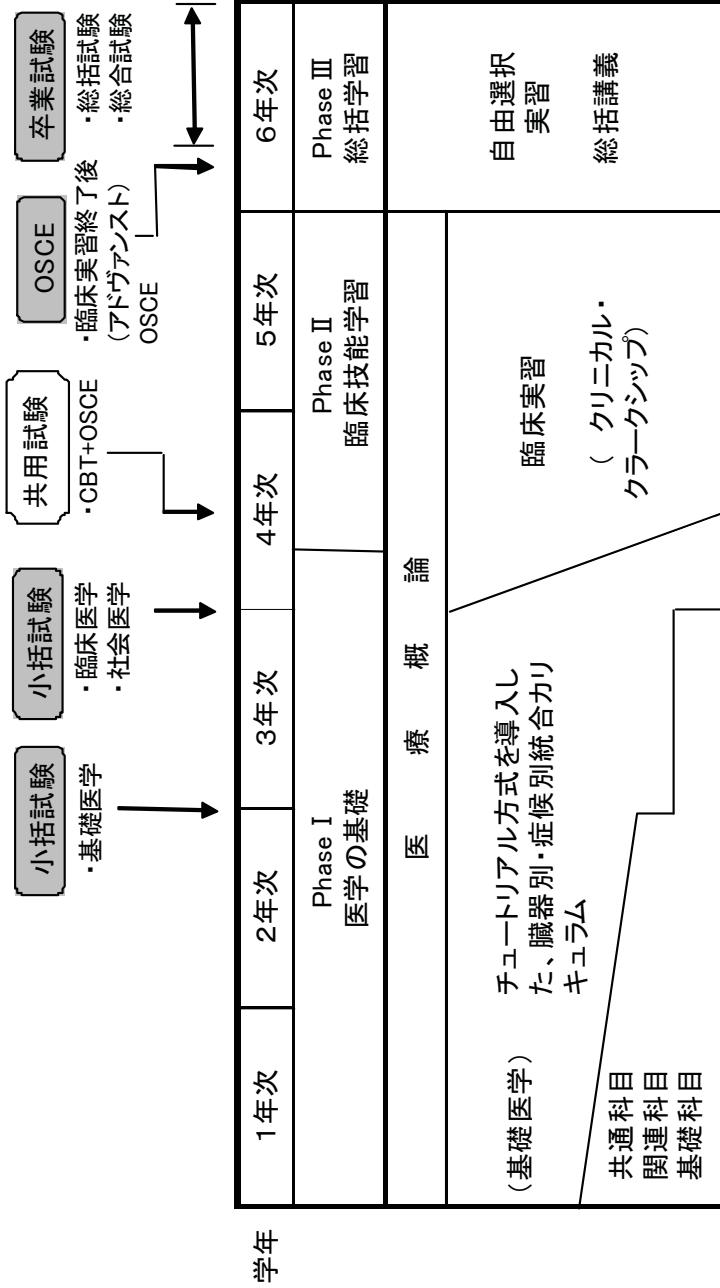 小括試験
・基礎医学
小括試験
・臨床医学
・社会医学
共用試験
・CBT+OSCE
OSCE
・臨床実習終了後
(アドヴァンスト)
OSCE
卒業試験
・総括試験
・総合試験
学年
1年次
2年次
3年次
4年次
5年次
6年次
Phase Ⅰ
医学の基礎
Phase Ⅱ
臨床技能学習
Phase Ⅲ
総括学習
医 療 概 論
(基礎医学)
チュートリアル方式を導入し
た、臓器別・症候別統合カリ
キュラム
共通科目
関連科目
基礎科目
臨床実習
( クリニカル・
クラークシップ)
自由選択
実習
総括講義